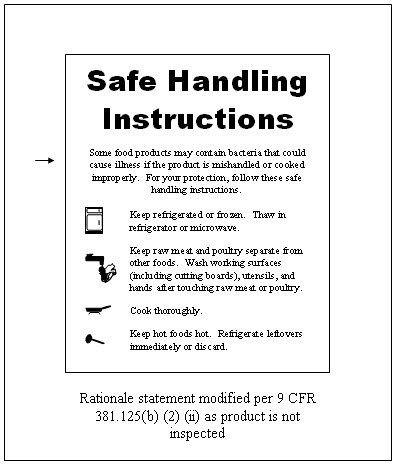 Safe Handling
Instructions
Some food products may contain bacteria that could
cause illness if the product is mishandled or cooked
improperly. For your protection, follow these safe
handling instructions.
Keep refrigerated or frozen. Thaw in
refrigerator or microwave.
Keep raw meat and poultry separate from
other foods. Wash working surfaces
(including cutting boards), utensils, and
hands after touching raw meat or poultry.
Cook thoroughly.
Keep hot foods hot. Refrigerate leftovers
immediately or discard.
Rationale statement modified per 9 CFR
381.125(b) (2) (ii) as product is not
inspected